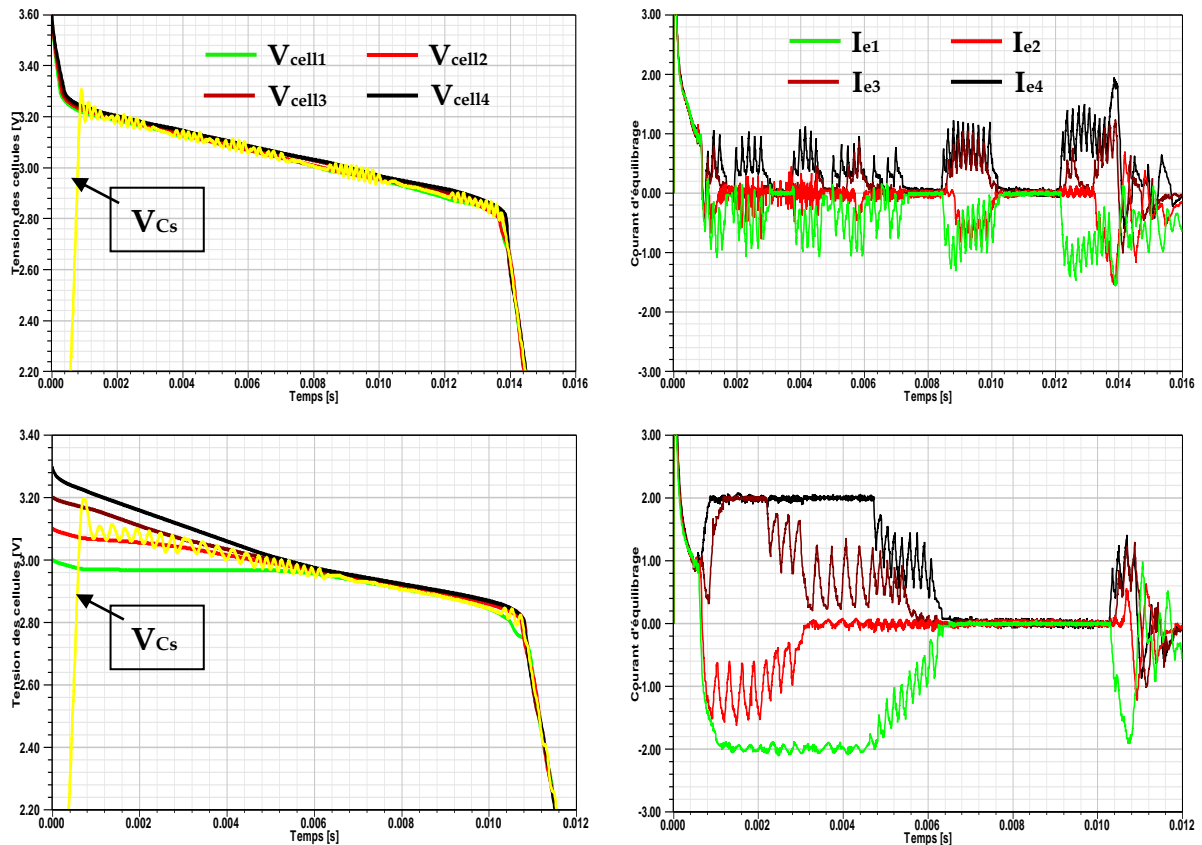 Tension des cellules [V]
3.60
3.40
3.20
3.00
2.80
2.60
2.40
2.20
Vcell1 Vcell2
Vcell3 Vcell4
VCs
0.000 0.002 0.004 0.006 0.008 0.010 0.012 0.014 0.016
Temps [s]
Courant d'équilibrage
3.00
2.00
1.00
0.00
-1.00
-2.00
-3.00
Ie1 Ie2
Ie3 Ie4
0.000 0.002 0.004 0.006 0.008 0.010 0.012 0.014 0.016
Temps [s]
Tension des cellules [V]
3.40
3.20
3.00
2.80
2.60
2.40
2.20
VCs
0.000 0.002 0.004 0.006 0.008 0.010 0.012
Temps [s]
Courant d'équilibrage
3.00
2.00
1.00
0.00
-1.00
-2.00
-3.00
0.000 0.002 0.004 0.006 0.008 0.010 0.012
Temps [s]